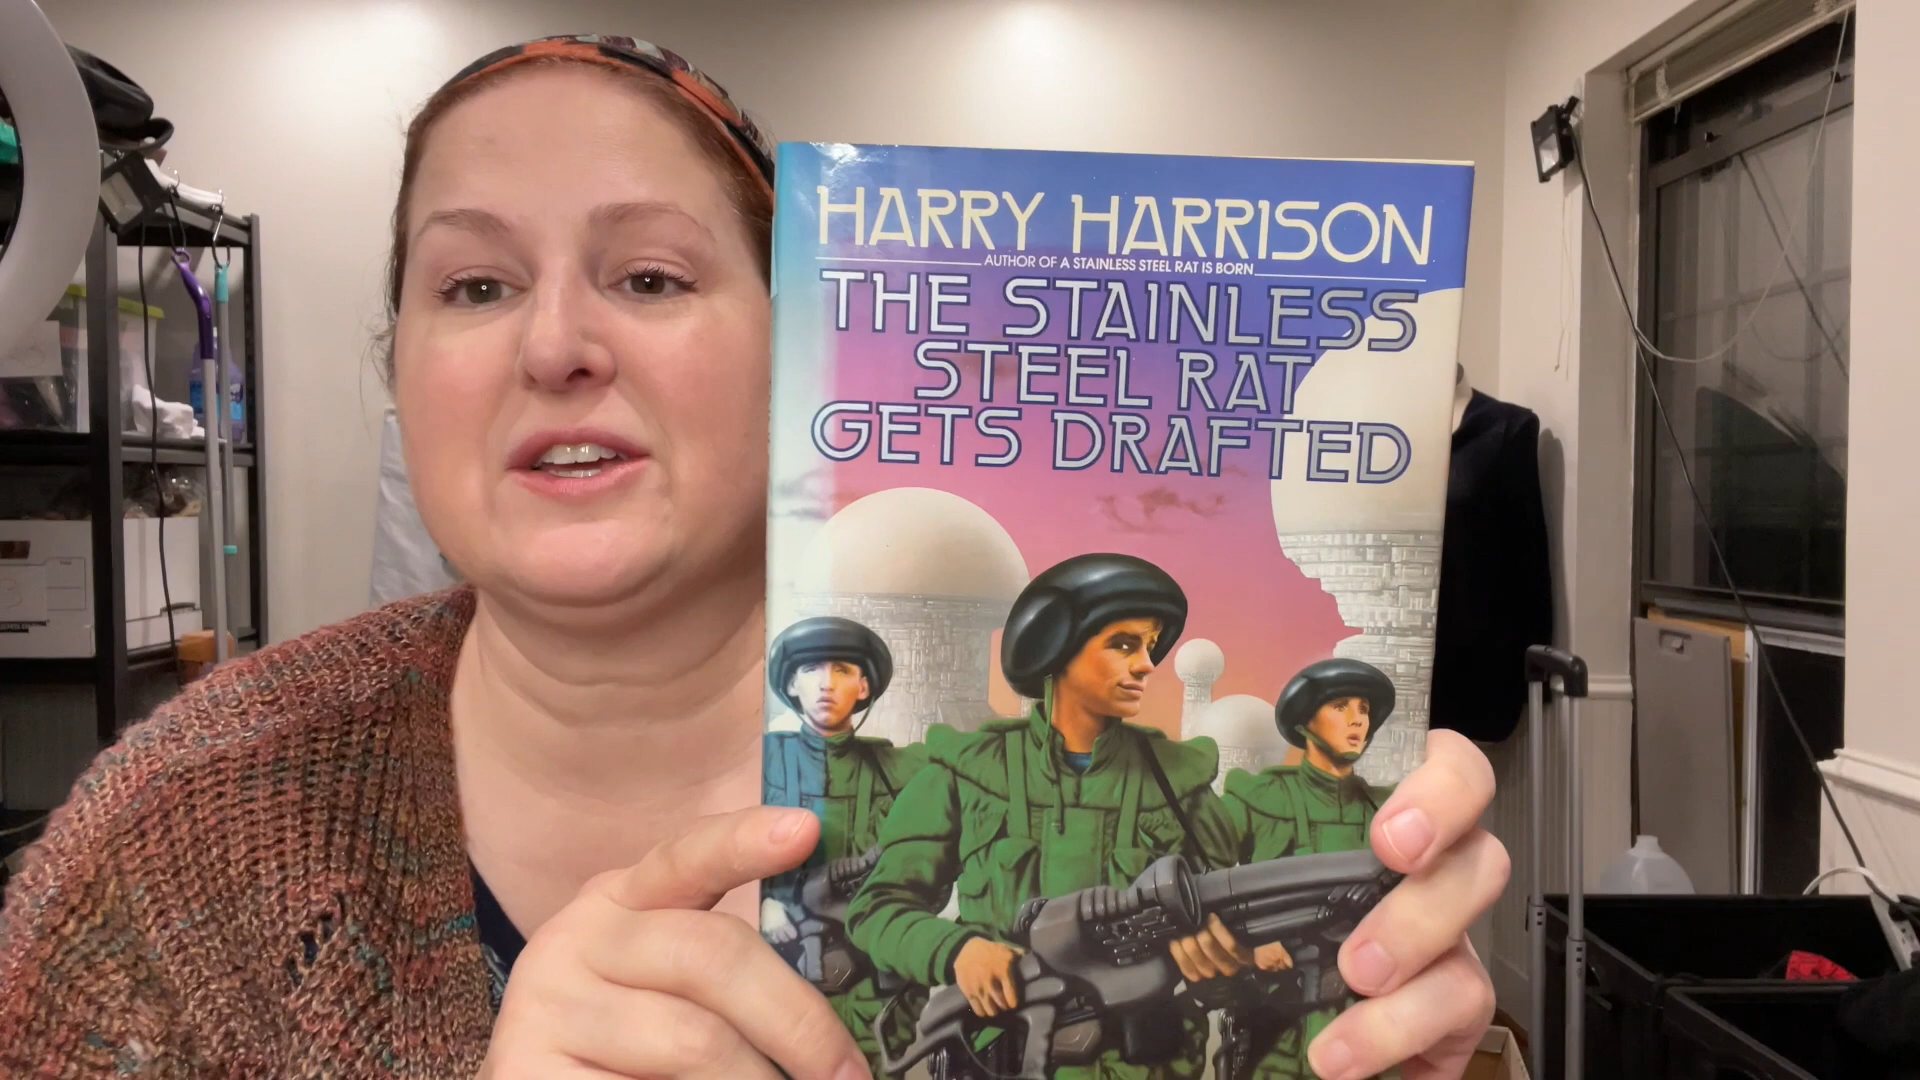 HARRY HARRISON
AUTHOR OF A STAINLESS STEEL RAT IS BORN
THE STAINLESS
STEEL RAT
GETS DRAFTED